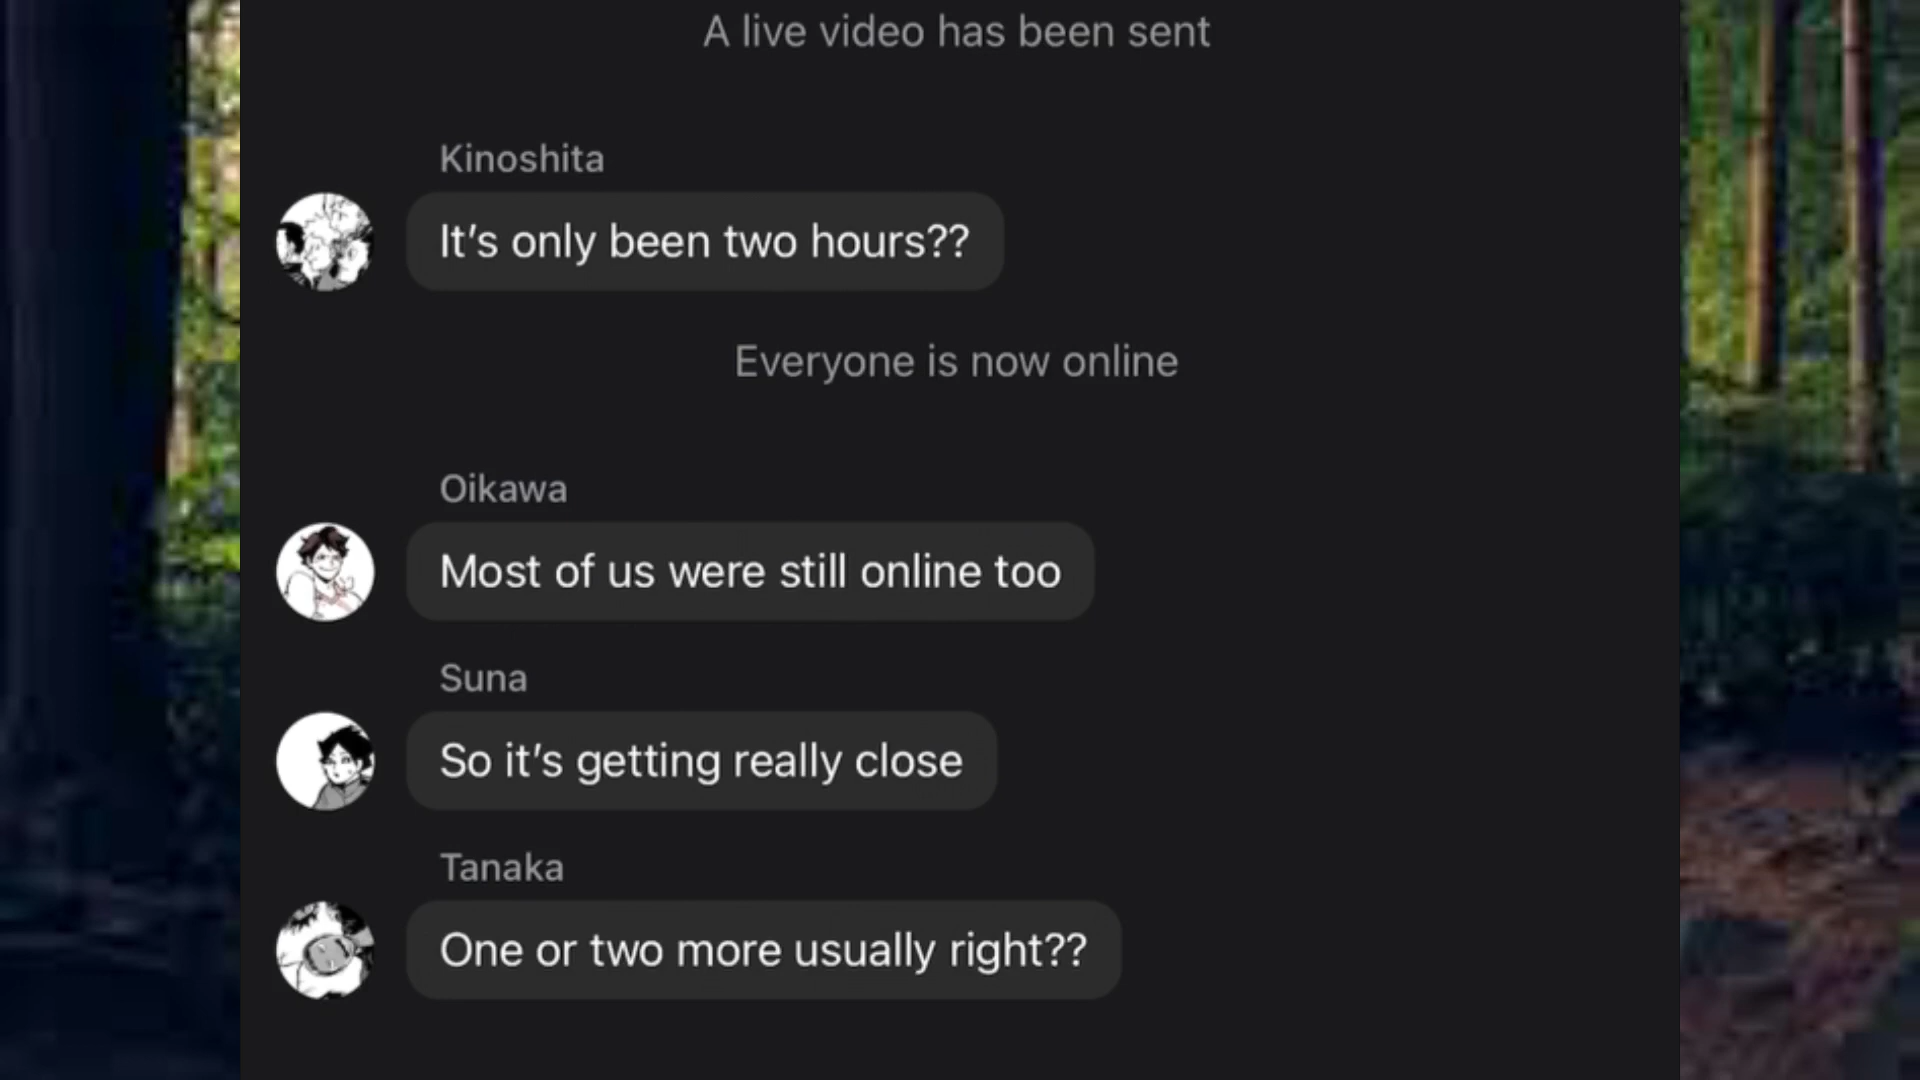 A live video has been sent
Kinoshita
It's only been two hours??
Everyone is now online
Oikawa
Most of us were still online too
Suna
So it's getting really close
Tanaka
One or two more usually right??